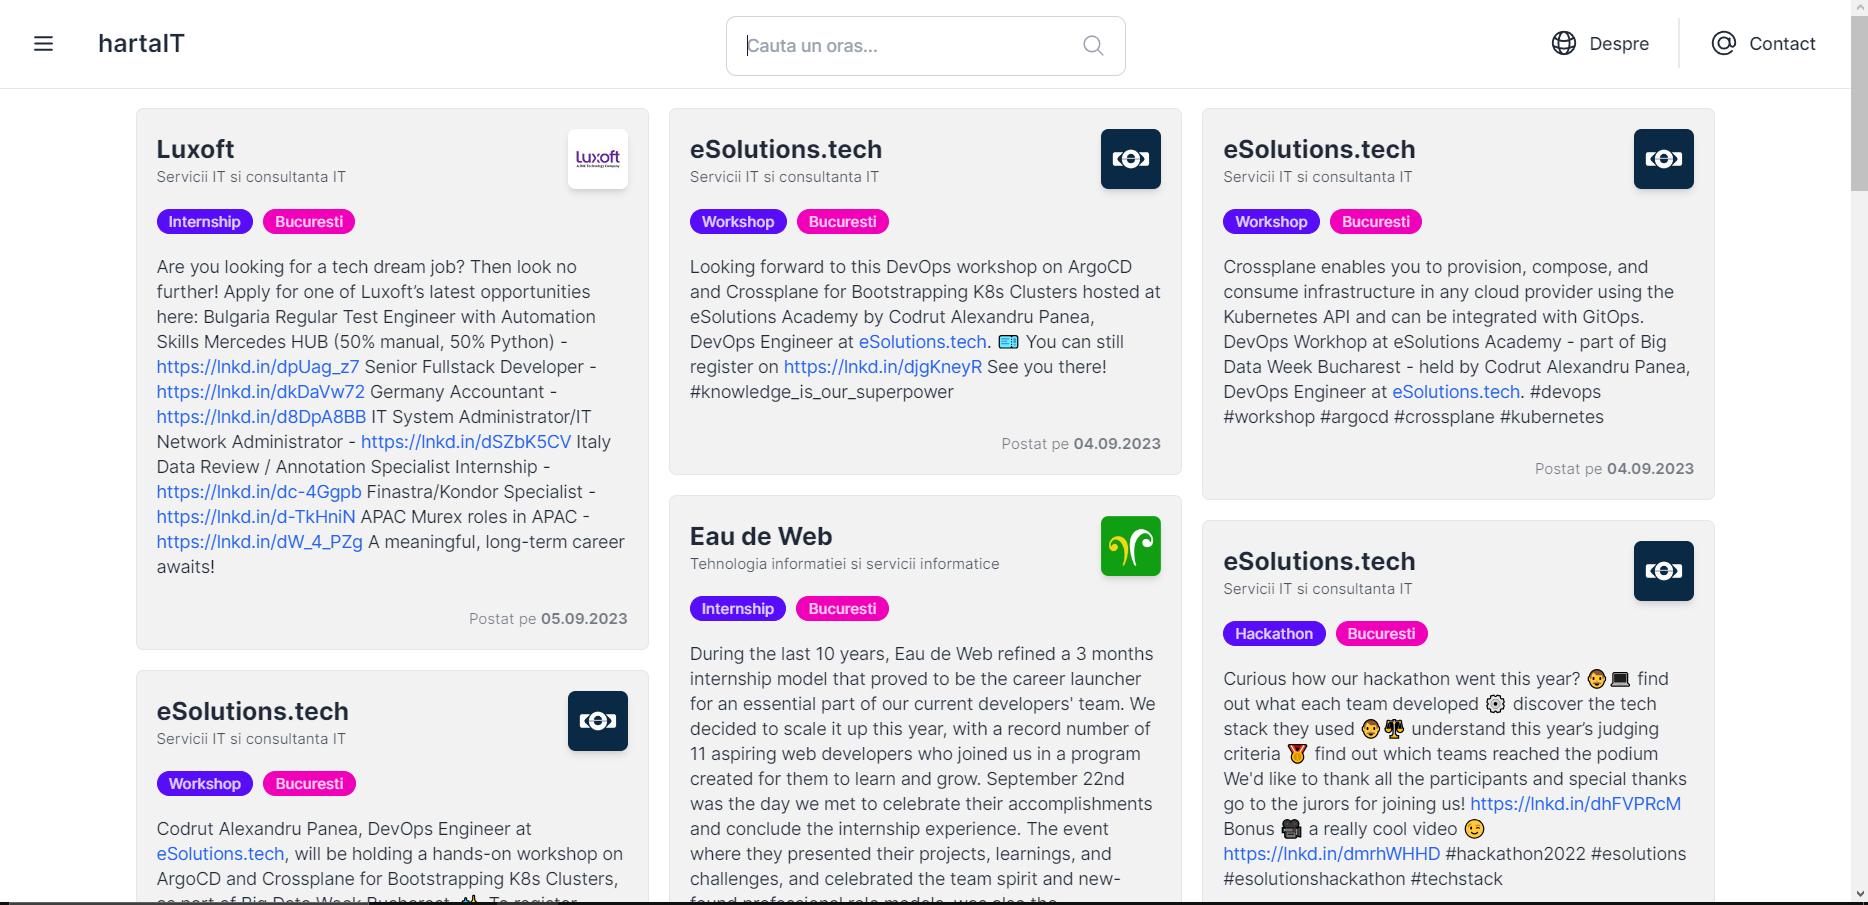 hartaIT
Cauta un oras...
Despre
Contact
Luxoft
Servicii IT si consultanta IT
luxoft
Internship
Bucuresti
Are you looking for a tech dream job? Then look no
further! Apply for one of Luxoft’s latest opportunities
here: Bulgaria Regular Test Engineer with Automation
Skills Mercedes HUB (50% manual, 50% Python) -
https://lnkd.in/dpUag_z7 Senior Fullstack Developer -
https://lnkd.in/dkDaVw72 Germany Accountant -
https://lnkd.in/d8DpA8BB IT System Administrator/IT
Network Administrator - https://lnkd.in/dSZbK5CV Italy
Data Review / Annotation Specialist Internship -
https://lnkd.in/dc-4Ggpb Finastra/Kondor Specialist -
https://lnkd.in/d-TkHniN APAC Murex roles in APAC -
https://lnkd.in/dW_4_PZg A meaningful, long-term career
awaits!
Postat pe 05.09.2023
eSolutions.tech
Servicii IT si consultanta IT
Workshop
Bucuresti
Codrut Alexandru Panea, DevOps Engineer at
eSolutions.tech, will be holding a hands-on workshop on
ArgoCD and Crossplane for Bootstrapping K8s Clusters,
as part of Big Data Week Bucharest. To register
eSolutions.tech
Servicii IT si consultanta IT
Workshop
Bucuresti
Looking forward to this DevOps workshop on ArgoCD
and Crossplane for Bootstrapping K8s Clusters hosted at
eSolutions Academy by Codrut Alexandru Panea,
DevOps Engineer at eSolutions.tech. 🎫 You can still
register on https://lnkd.in/djgKneyR See you there!
#knowledge_is_our_superpower
Postat pe 04.09.2023
Eau de Web
Tehnologia informatiei si servicii informatice
Internship
Bucuresti
During the last 10 years, Eau de Web refined a 3 months
internship model that proved to be the career launcher
for an essential part of our current developers' team. We
decided to scale it up this year, with a record number of
11 aspiring web developers who joined us in a program
created for them to learn and grow. September 22nd
was the day we met to celebrate their accomplishments
and conclude the internship experience. The event
where they presented their projects, learnings, and
challenges, and celebrated the team spirit and new-
found professional role models, was also the
eSolutions.tech
Servicii IT si consultanta IT
Workshop
Bucuresti
Crossplane enables you to provision, compose, and
consume infrastructure in any cloud provider using the
Kubernetes API and can be integrated with GitOps.
DevOps Workhop at eSolutions Academy - part of Big
Data Week Bucharest - held by Codrut Alexandru Panea,
DevOps Engineer at eSolutions.tech. #devops
#workshop #argocd #crossplane #kubernetes
Postat pe 04.09.2023
eSolutions.tech
Servicii IT si consultanta IT
Hackathon
Bucuresti
Curious how our hackathon went this year? 👨‍💻 find
out what each team developed ⚙ discover the tech
stack they used 👨‍⚖ understand this year’s judging
criteria 🏅 find out which teams reached the podium
We'd like to thank all the participants and special thanks
go to the jurors for joining us! https://lnkd.in/dhFVPRcM
Bonus 🎥 a really cool video 😉
https://lnkd.in/dmrhWHHD #hackathon2022 #esolutions
#esolutionshackathon #techstack